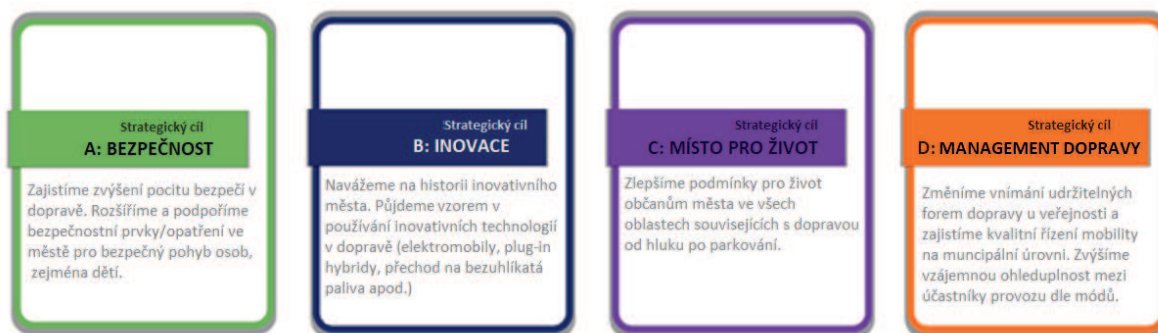 Strategický cíl
A: BEZPEČNOST
Zajistíme zvýšení pocitu bezpečí v
dopravě. Rozšíříme a podpoříme
bezpečnostní prvky/opatření ve
městě pro bezpečný pohyb osob,
zejména dětí.
Strategický cíl
B: INOVACE
Navážeme na historii inovativního
města. Půjdeme vzorem v
používání inovativních technologií
v dopravě (elektromobily, plug-in
hybridy, přechod na bezuhlíkatá
paliva apod.)
Strategický cíl
C: MÍSTO PRO ŽIVOT
Zlepšíme podmínky pro život
občanům města ve všech
oblastech souvisejících s dopravou
od hluku po parkování.
Strategický cíl
D: MANAGEMENT DOPRAVY
Změníme vnímání udržitelných
forem dopravy u veřejnosti a
zajistíme kvalitní řízení mobility
na muncipální úrovni. Zvýšíme
vzájemnou ohleduplnost mezi
účastníky provozu dle módů.